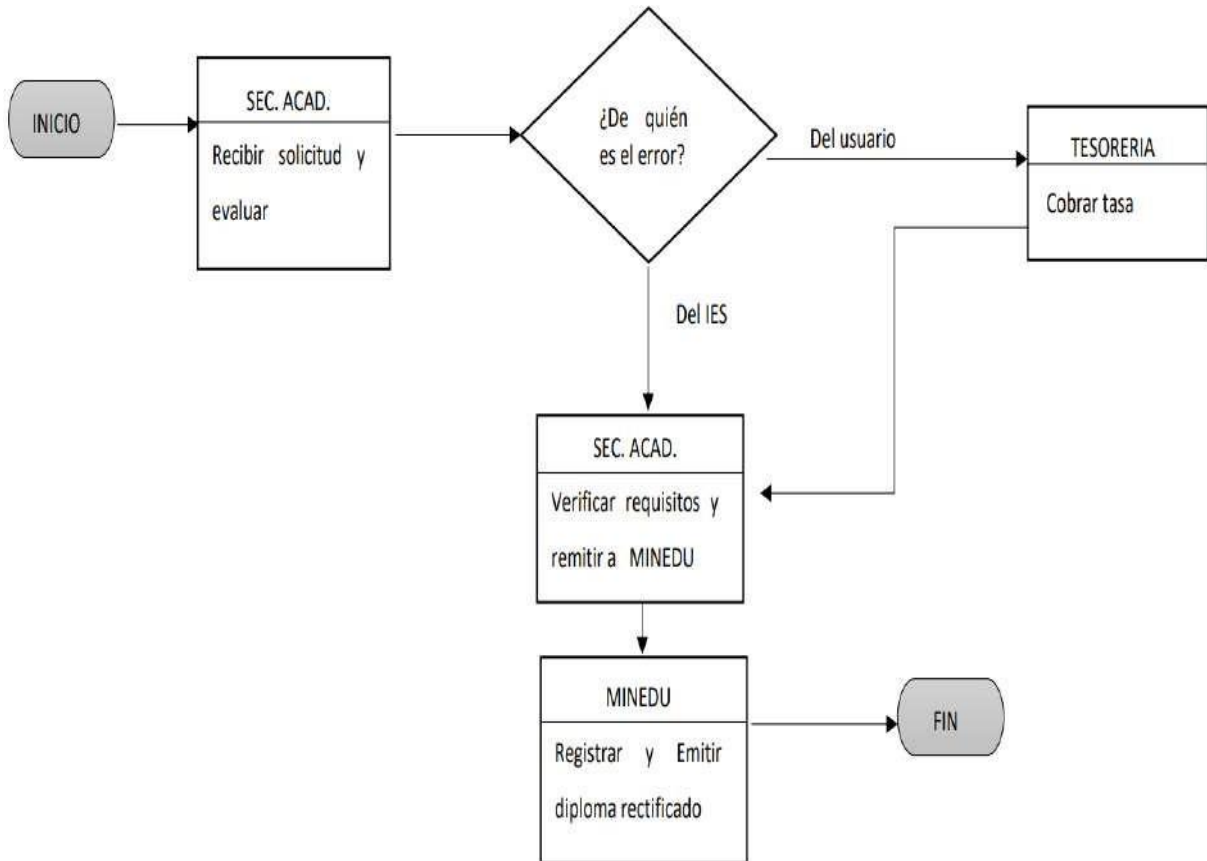 INICIO
SEC. ACAD.
Recibir solicitud y
evaluar
¿De quién
es el error?
Del usuario
TESORERIA
Cobrar tasa
Del IES
SEC. ACAD.
Verificar requisitos y
remitir a MINEDU
MINEDU
Registrar y Emitir
diploma rectificado
FIN